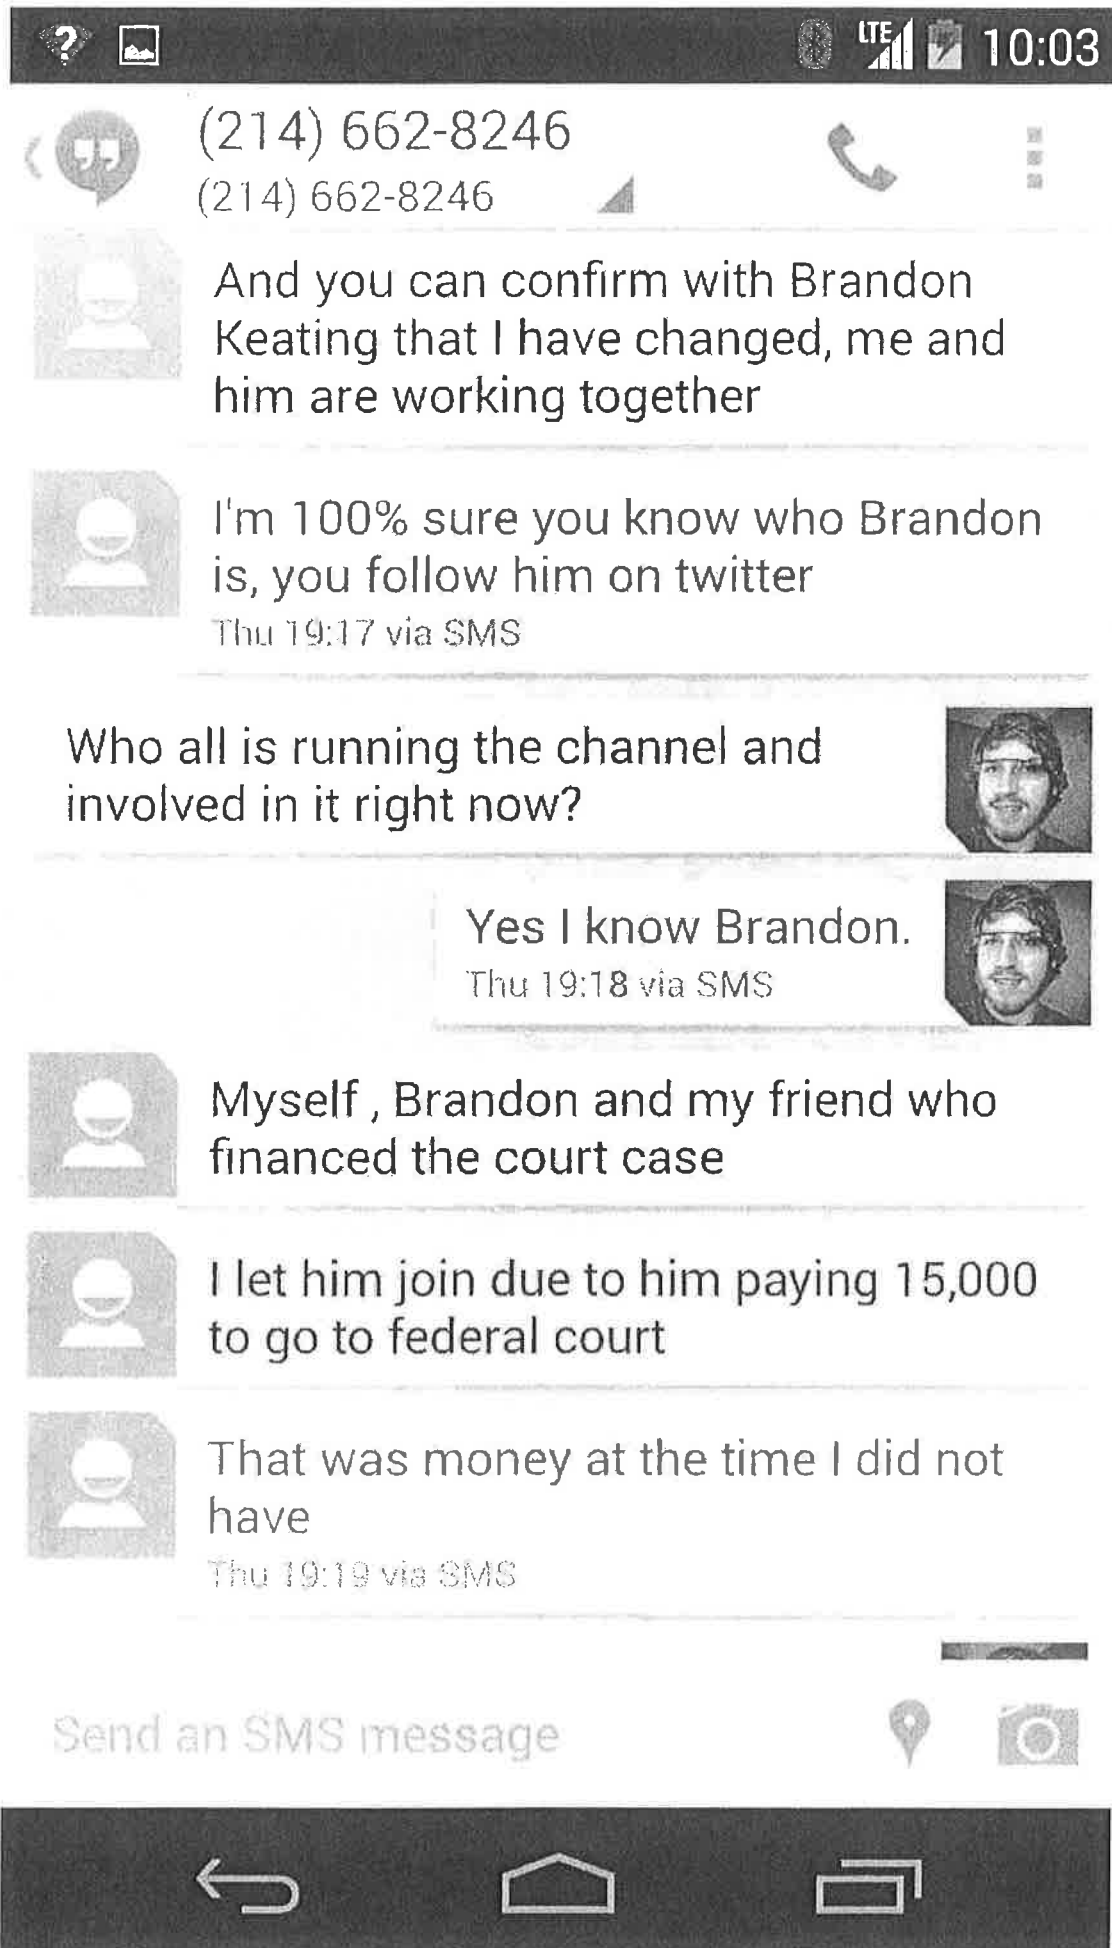 LTE 10:03
(214) 662-8246
(214) 662-8246
And you can confirm with Brandon
Keating that I have changed, me and
him are working together
I'm 100% sure you know who Brandon
is, you follow him on twitter
Thu 19:17 via SMS
Who all is running the channel and
involved in it right now?
Yes I know Brandon.
Thu 19:18 via SMS
Myself , Brandon and my friend who
financed the court case
I let him join due to him paying 15,000
to go to federal court
That was money at the time I did not
have
Thu 19:19 via SMS
Send an SMS message